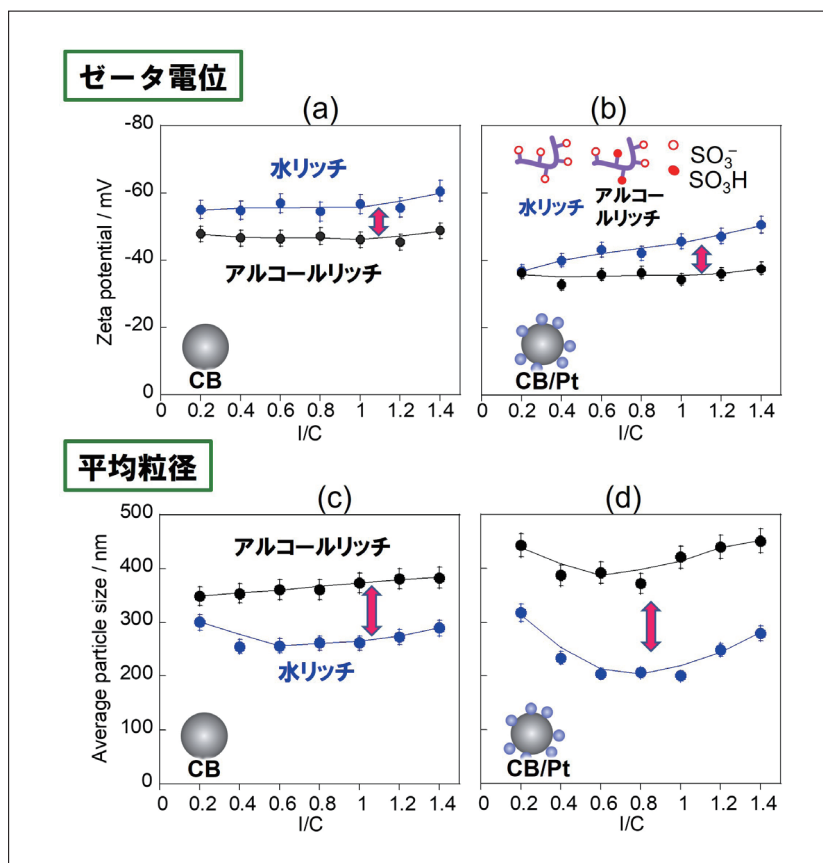 ゼータ電位
(a)
Zeta potential / mV
-80
-60
-40
-20
0
水リッチ
アルコールリッチ
CB
0 0.2 0.4 0.6 0.8 1 1.2 1.4
I/C
(b)
水リッチ
アルコー
ルリッチ
SO₃⁻
SO₃H
CB/Pt
0 0.2 0.4 0.6 0.8 1 1.2 1.4
I/C
平均粒径
(c)
Average particle size / nm
500
400
300
200
100
0
アルコールリッチ
水リッチ
CB
0 0.2 0.4 0.6 0.8 1 1.2 1.4
I/C
(d)
CB/Pt
0 0.2 0.4 0.6 0.8 1 1.2 1.4
I/C